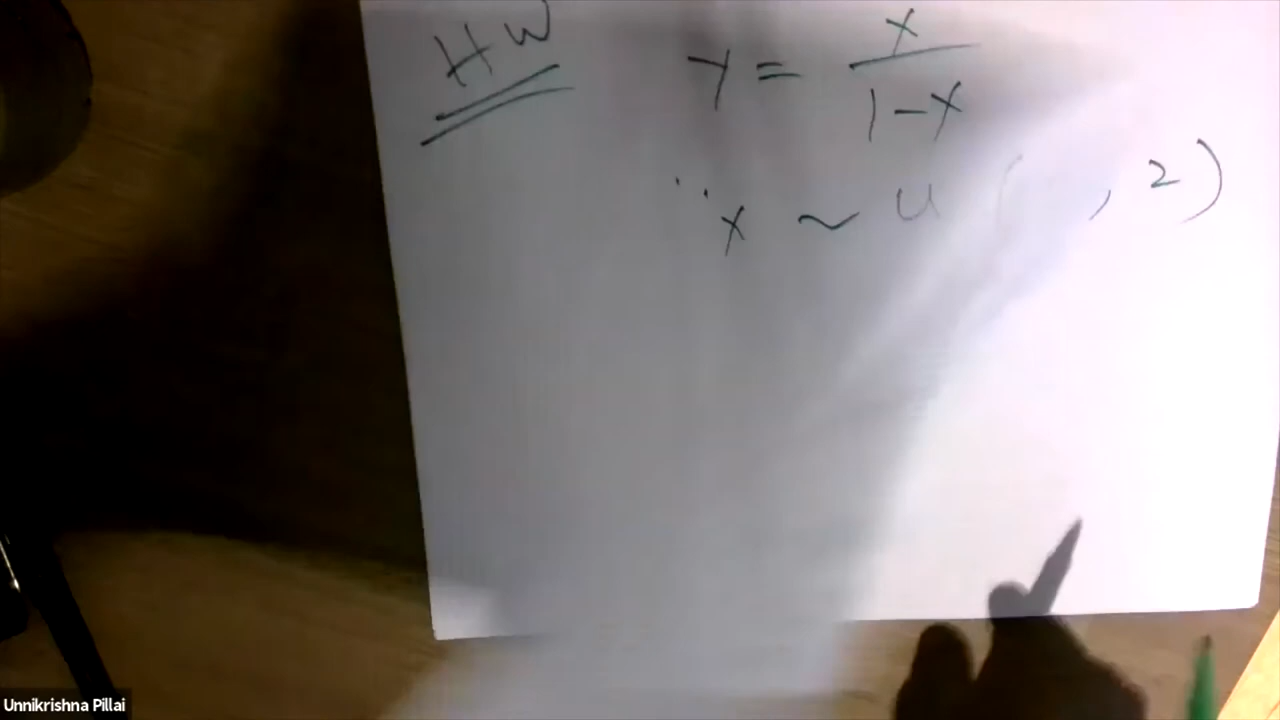 HW
Y = X / 1-X
X ~ U ( , 2)
Unnikrishna Pillai